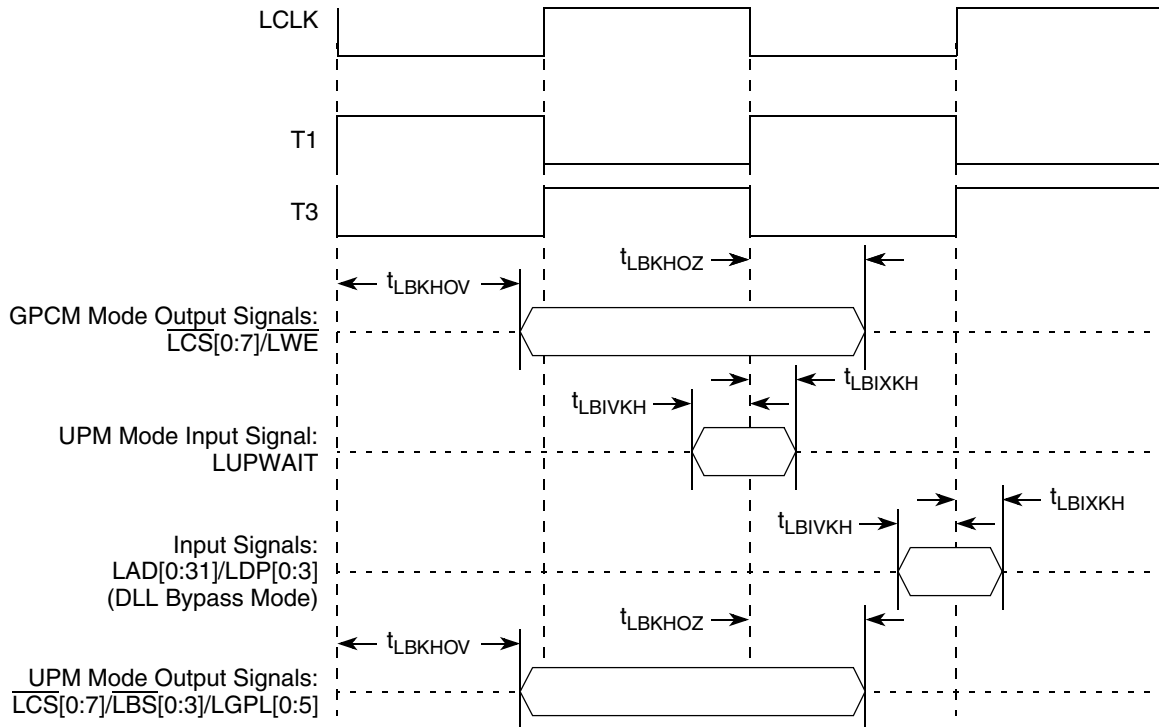 LCLK
T1
T3
tLBKHOZ
tLBKHOV
GPCM Mode Output Signals:
LCS[0:7]/LWE
tLBIXKH
tLBIVKH
UPM Mode Input Signal:
LUPWAIT
tLBIXKH
tLBIVKH
Input Signals:
LAD[0:31]/LDP[0:3]
(DLL Bypass Mode)
tLBKHOZ
tLBKHOV
UPM Mode Output Signals:
LCS[0:7]/LBS[0:3]/LGPL[0:5]